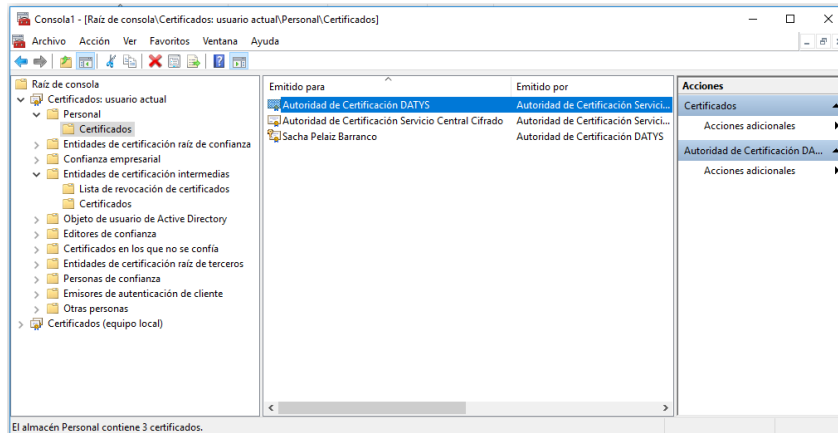 Consola1 - [Raíz de consola\Certificados: usuario actual\Personal\Certificados]
Archivo Acción Ver Favoritos Ventana Ayuda
Raíz de consola
Certificados: usuario actual
Personal
Certificados
Entidades de certificación raíz de confianza
Confianza empresarial
Entidades de certificación intermedias
Lista de revocación de certificados
Certificados
Objeto de usuario de Active Directory
Editores de confianza
Certificados en los que no se confía
Entidades de certificación raíz de terceros
Personas de confianza
Emisores de autenticación de cliente
Otras personas
Certificados (equipo local)
Emitido para Emitido por
Autoridad de Certificación DATYS Autoridad de Certificación Servici...
Autoridad de Certificación Servicio Central Cifrado Autoridad de Certificación Servici...
Sacha Pelaiz Barranco Autoridad de Certificación DATYS
Acciones
Certificados
Acciones adicionales
Autoridad de Certificación DA...
Acciones adicionales
El almacén Personal contiene 3 certificados.